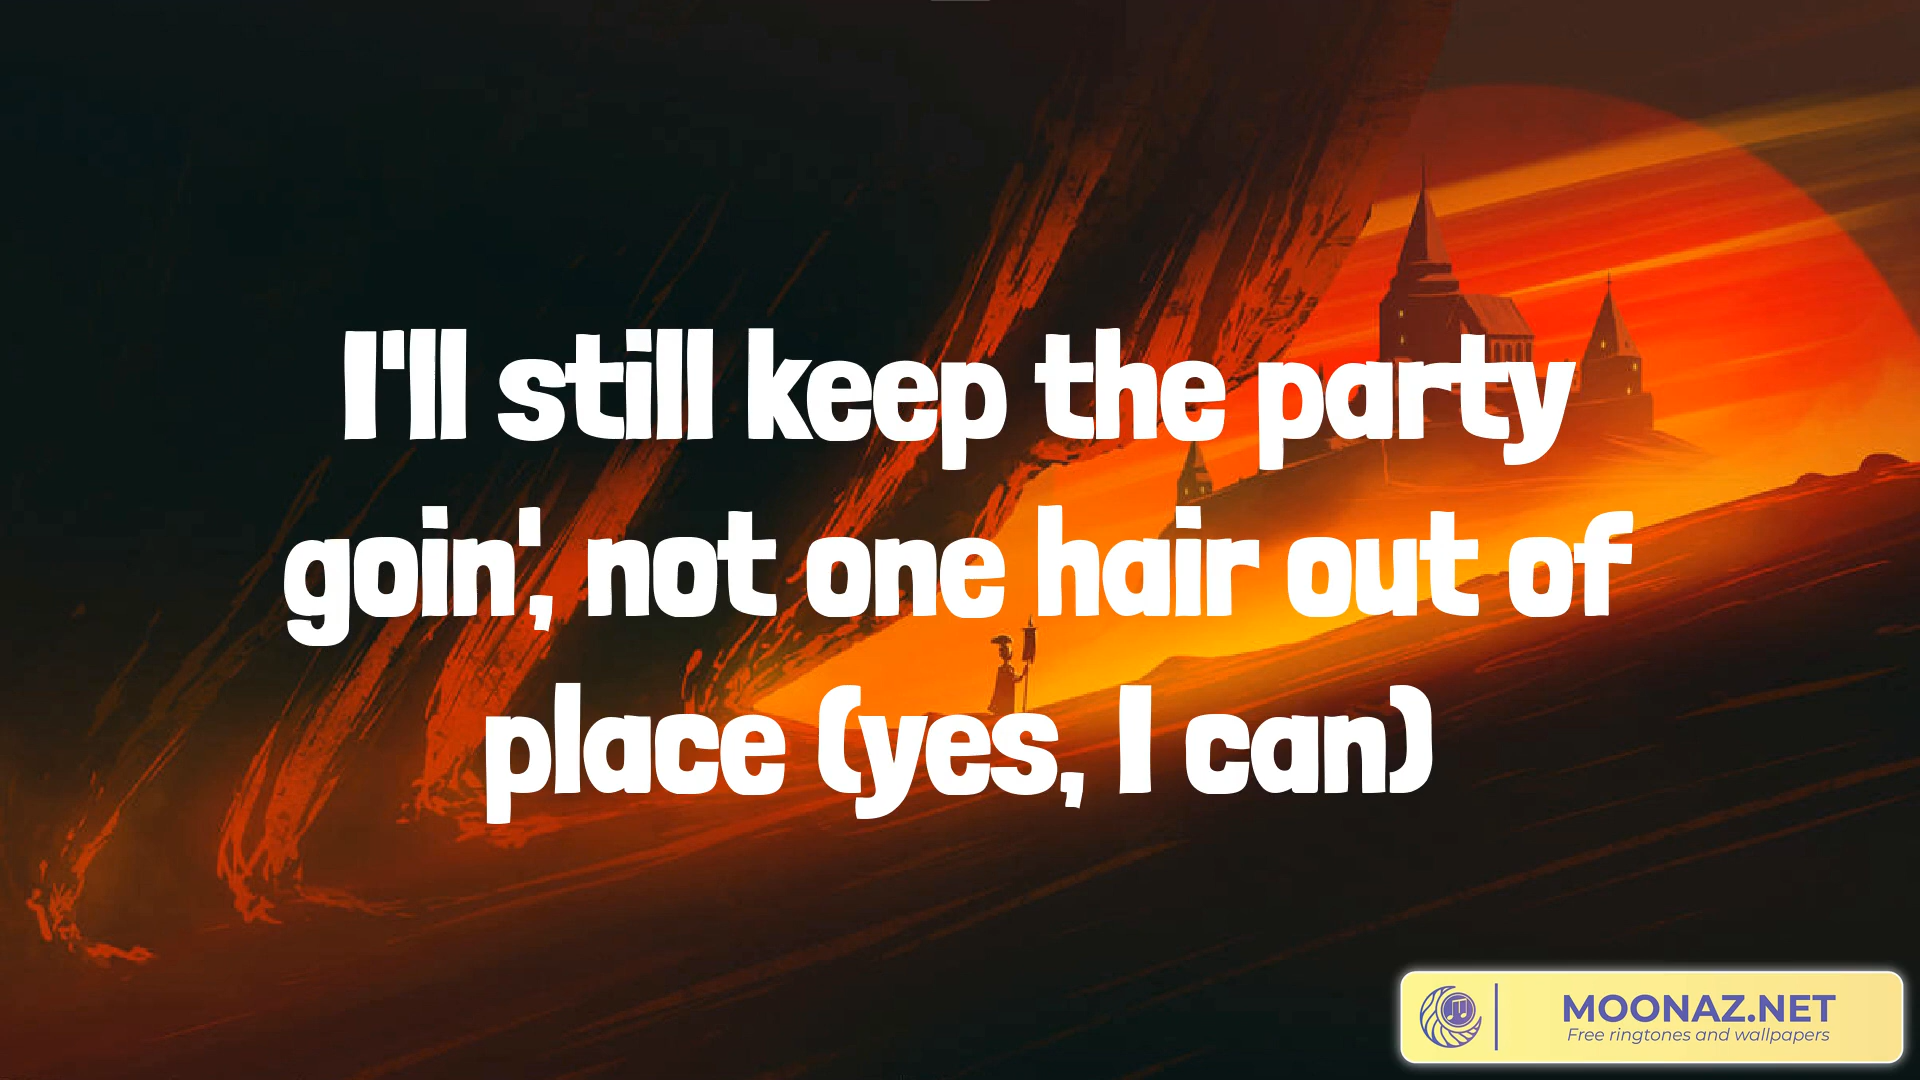 I'll still keep the party
goin', not one hair out of
place (yes, I can)
MOONAZ.NET
Free ringtones and wallpapers